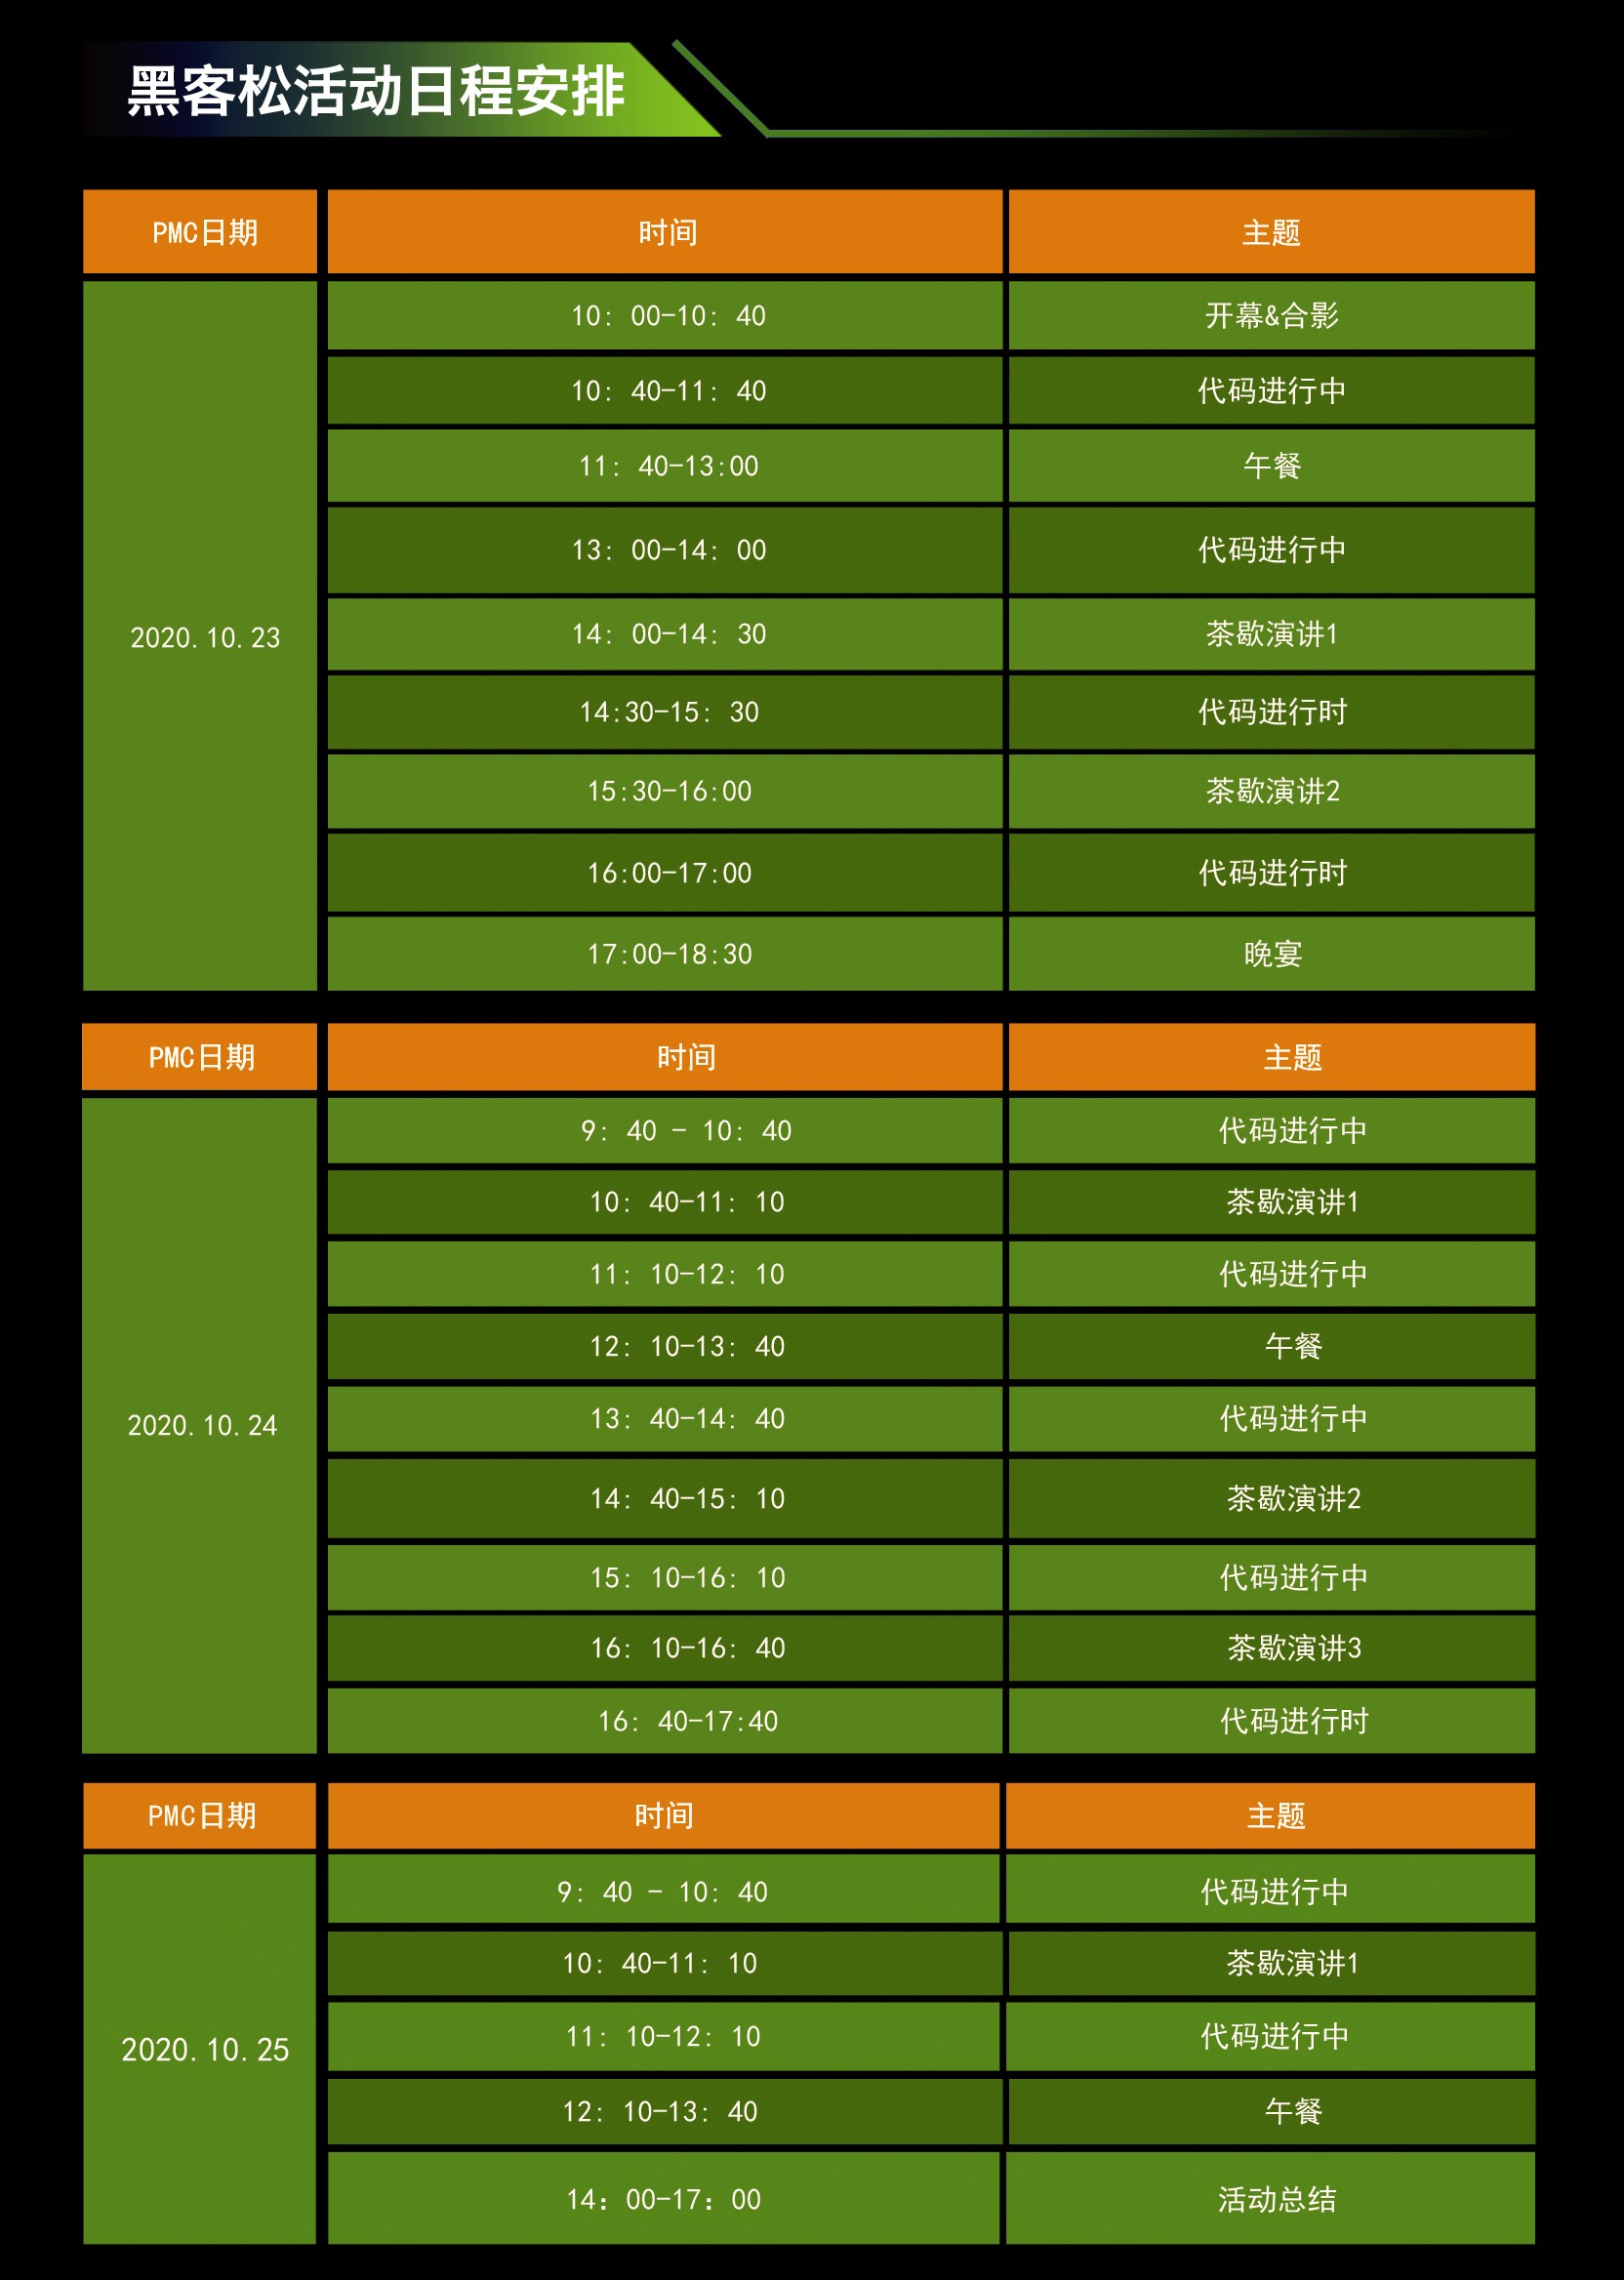 黑客松活动日程安排
PMC日期 时间 主题
10: 00-10: 40 开幕&合影
10: 40-11: 40 代码进行中
11: 40-13:00 午餐
13: 00-14: 00 代码进行中
2020.10.23 14: 00-14: 30 茶歇演讲1
14:30-15: 30 代码进行时
15:30-16:00 茶歇演讲2
16:00-17:00 代码进行时
17:00-18:30 晚宴
PMC日期 时间 主题
9: 40 - 10: 40 代码进行中
10: 40-11: 10 茶歇演讲1
11: 10-12: 10 代码进行中
12: 10-13: 40 午餐
2020.10.24 13: 40-14: 40 代码进行中
14: 40-15: 10 茶歇演讲2
15: 10-16: 10 代码进行中
16: 10-16: 40 茶歇演讲3
16: 40-17:40 代码进行时
PMC日期 时间 主题
9: 40 - 10: 40 代码进行中
10: 40-11: 10 茶歇演讲1
2020.10.25 11: 10-12: 10 代码进行中
12: 10-13: 40 午餐
14: 00-17: 00 活动总结